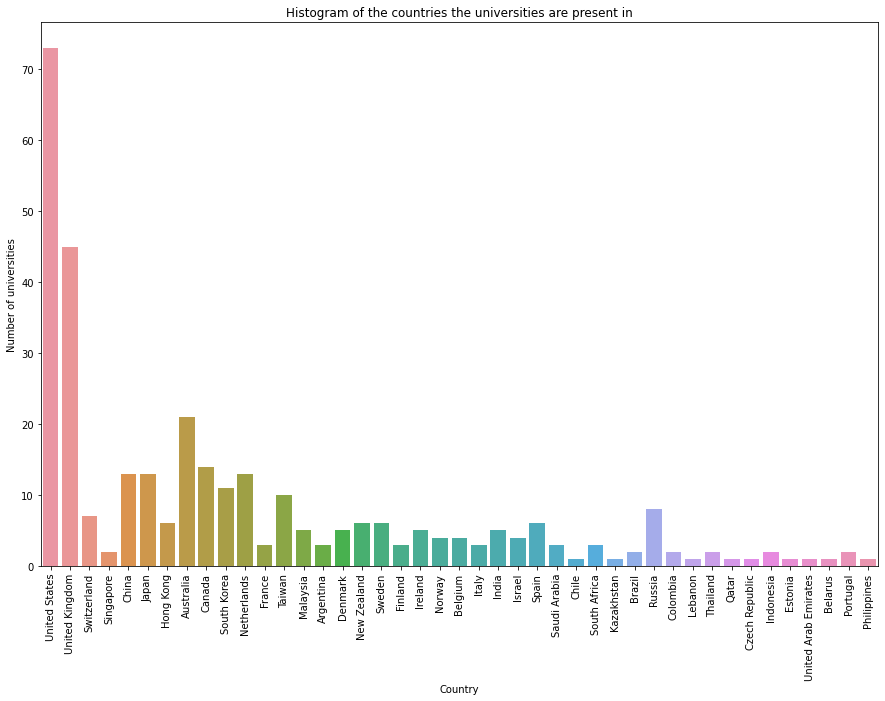 Histogram of the countries the universities are present in
Number of universities
70
60
50
40
30
20
10
0
United States
United Kingdom
Switzerland
Singapore
China
Japan
Hong Kong
Australia
Canada
South Korea
Netherlands
France
Taiwan
Malaysia
Argentina
Denmark
New Zealand
Sweden
Finland
Ireland
Norway
Belgium
Italy
India
Israel
Spain
Saudi Arabia
Chile
South Africa
Kazakhstan
Brazil
Russia
Colombia
Lebanon
Thailand
Qatar
Czech Republic
Indonesia
Estonia
United Arab Emirates
Belarus
Portugal
Philippines
Country